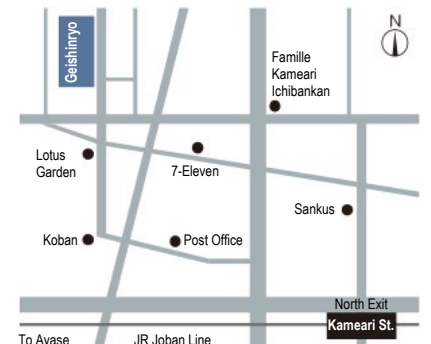 N
Geishinryo
Famille
Kameari
Ichibankan
Lotus
Garden
7-Eleven
Sankus
Koban
Post Office
North Exit
Kameari St.
To Ayase
JR Joban Line